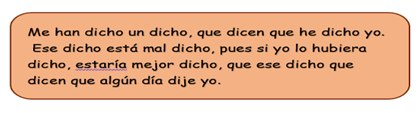 Me han dicho un dicho, que dicen que he dicho yo.
Ese dicho está mal dicho, pues si yo lo hubiera
dicho, estaría mejor dicho, que ese dicho que
dicen que algún día dije yo.